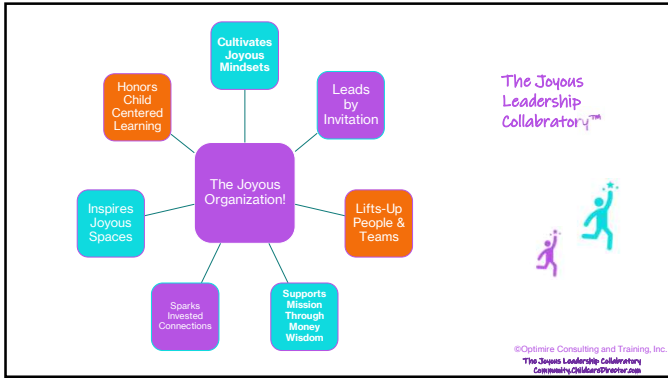 Cultivates
Joyous
Mindsets
Leads
by
Invitation
Lifts-Up
People &
Teams
Supports
Mission
Through
Money
Wisdom
Sparks
Invested
Connections
Inspires
Joyous
Spaces
Honors
Child
Centered
Learning
The Joyous
Organization!
The Joyous
Leadership
Collabratory™
©Optimire Consulting and Training, Inc.
The Joyous Leadership Collabratory
Community.ChildcareDirector.com